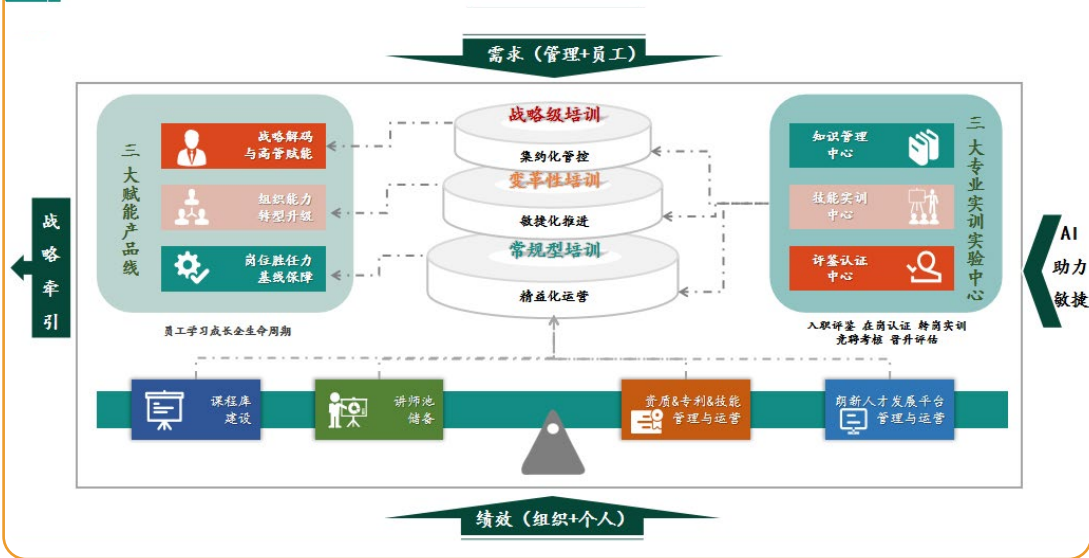 需求（管理+员工）
三大赋能产品线
战略解码
与高管赋能
组织能力
转型升级
岗位胜任力
基线保障
员工学习成长全生命周期
战略级培训
集约化管控
变革性培训
敏捷化推进
常规型培训
精益化运营
知识管理
中心
技能实训
中心
评鉴认证
中心
三大专业实训实验中心
入职评鉴 在岗认证 转岗实训
竞聘考核 晋升评估
战略牵引
AI
助力
敏捷
课程库
建设
讲师池
储备
资质&专利&技能
管理与运营
朗新人才发展平台
管理与运营
绩效（组织+个人）